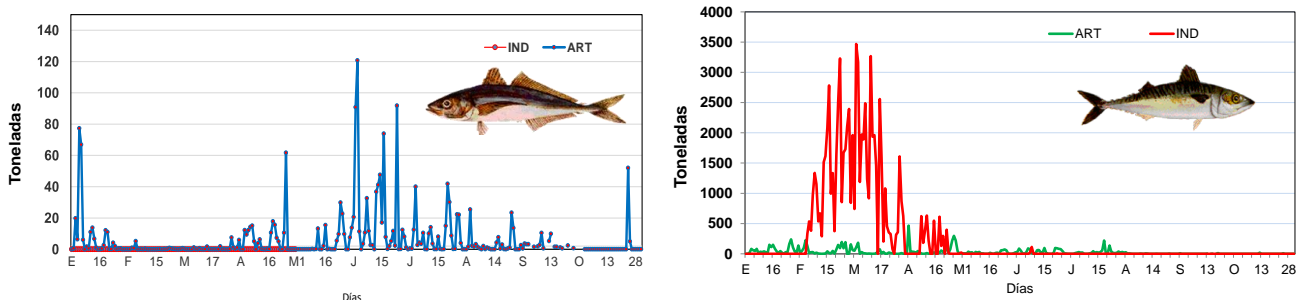 140
120
100
80
60
40
20
0
Toneladas
IND ART
E 16 F 15 M 17 A 16 M1 16 J 15 J 15 A 14 S 13 O 13 28
Días
4000
3500
3000
2500
2000
1500
1000
500
0
Toneladas
ART IND
E 16 F 15 M 17 A 16 M1 16 J 15 J 15 A 14 S 13 O 13 28
Días